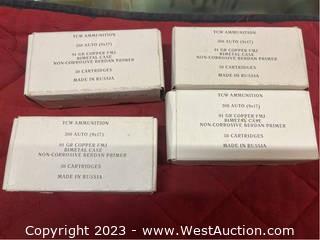 TCW AMMUNITION
380 AUTO (9x17)
91 GR COPPER FMJ
BIMETAL CASE
NON-CORROSIVE BERDAN PRIMER
50 CARTRIDGES
MADE IN RUSSIA
TCW AMMUNITION
380 AUTO (9x17)
91 GR COPPER FMJ
BIMETAL CASE
NON-CORROSIVE BERDAN PRIMER
50 CARTRIDGES
MADE IN RUSSIA
TCW AMMUNITION
380 AUTO (9x17)
91 GR COPPER FMJ
BIMETAL CASE
NON-CORROSIVE BERDAN PRIMER
50 CARTRIDGES
MADE IN RUSSIA
TCW AMMUNITION
380 AUTO (9x17)
91 GR COPPER FMJ
BIMETAL CASE
NON-CORROSIVE BERDAN PRIMER
50 CARTRIDGES
MADE IN RUSSIA
Copyright 2023 - www.WestAuction.com